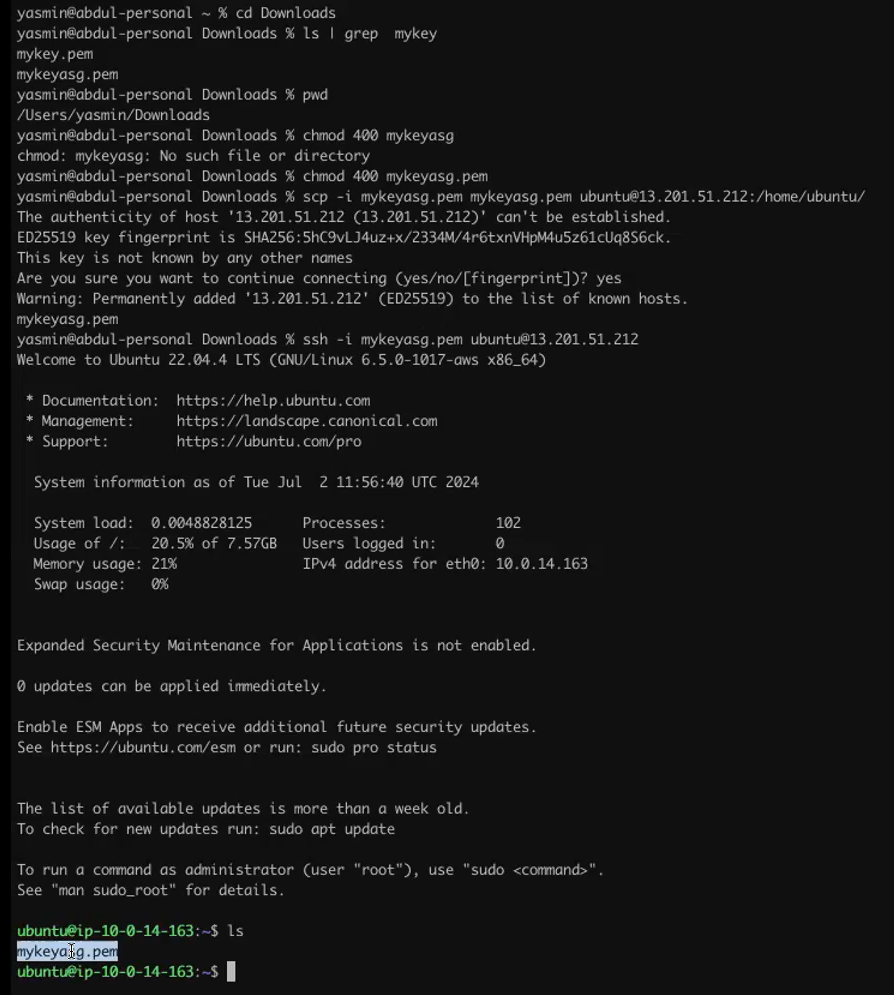 yasmin@abdul-personal ~ % cd Downloads
yasmin@abdul-personal Downloads % ls | grep  mykey
mykey.pem
mykeyasg.pem
yasmin@abdul-personal Downloads % pwd
/Users/yasmin/Downloads
yasmin@abdul-personal Downloads % chmod 400 mykeyasg
chmod: mykeyasg: No such file or directory
yasmin@abdul-personal Downloads % chmod 400 mykeyasg.pem
yasmin@abdul-personal Downloads % scp -i mykeyasg.pem mykeyasg.pem ubuntu@13.201.51.212:/home/ubuntu/
The authenticity of host '13.201.51.212 (13.201.51.212)' can't be established.
ED25519 key fingerprint is SHA256:5hC9vLJ4uz+x/2334M/4r6txnVHpM4u5z61cUq8S6ck.
This key is not known by any other names
Are you sure you want to continue connecting (yes/no/[fingerprint])? yes
Warning: Permanently added '13.201.51.212' (ED25519) to the list of known hosts.
mykeyasg.pem
yasmin@abdul-personal Downloads % ssh -i mykeyasg.pem ubuntu@13.201.51.212
Welcome to Ubuntu 22.04.4 LTS (GNU/Linux 6.5.0-1017-aws x86_64)
 * Documentation:  https://help.ubuntu.com
 * Management:     https://landscape.canonical.com
 * Support:        https://ubuntu.com/pro
  System information as of Tue Jul  2 11:56:40 UTC 2024
  System load:  0.0048828125      Processes:             102
  Usage of /:   20.5% of 7.57GB   Users logged in:       0
  Memory usage: 21%               IPv4 address for eth0: 10.0.14.163
  Swap usage:   0%
Expanded Security Maintenance for Applications is not enabled.
0 updates can be applied immediately.
Enable ESM Apps to receive additional future security updates.
See https://ubuntu.com/esm or run: sudo pro status
The list of available updates is more than a week old.
To check for new updates run: sudo apt update
To run a command as administrator (user "root"), use "sudo <command>".
See "man sudo_root" for details.
ubuntu@ip-10-0-14-163:~$ ls
mykeyasg.pem
ubuntu@ip-10-0-14-163:~$